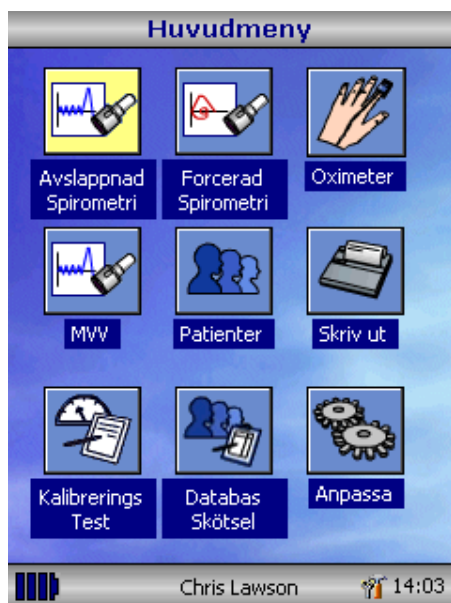 Huvudmeny
Avslappnad
Spirometri
Forcerad
Spirometri
Oximeter
MVV
Patienter
Skriv ut
Kalibrerings
Test
Databas
Skötsel
Anpassa
Chris Lawson
14:03